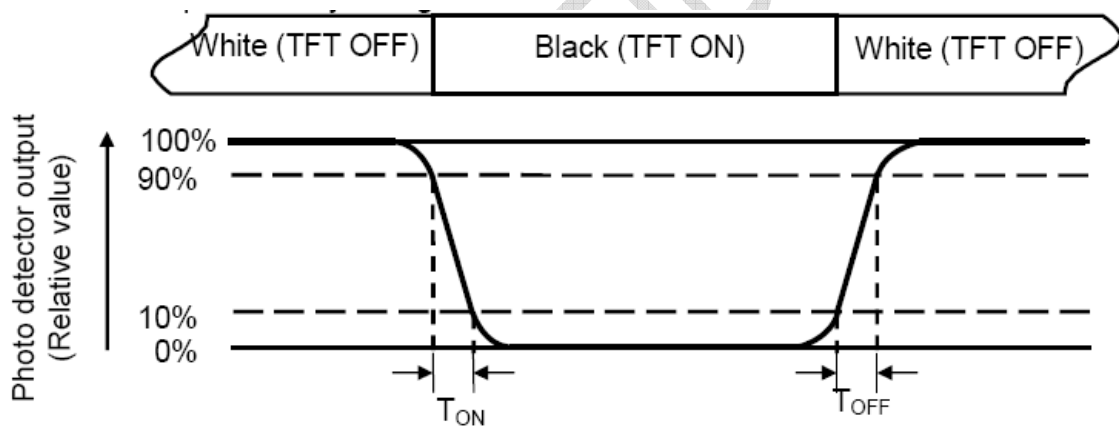 White (TFT OFF) Black (TFT ON) White (TFT OFF)
Photo detector output
(Relative value)
100%
90%
10%
0%
TON
TOFF